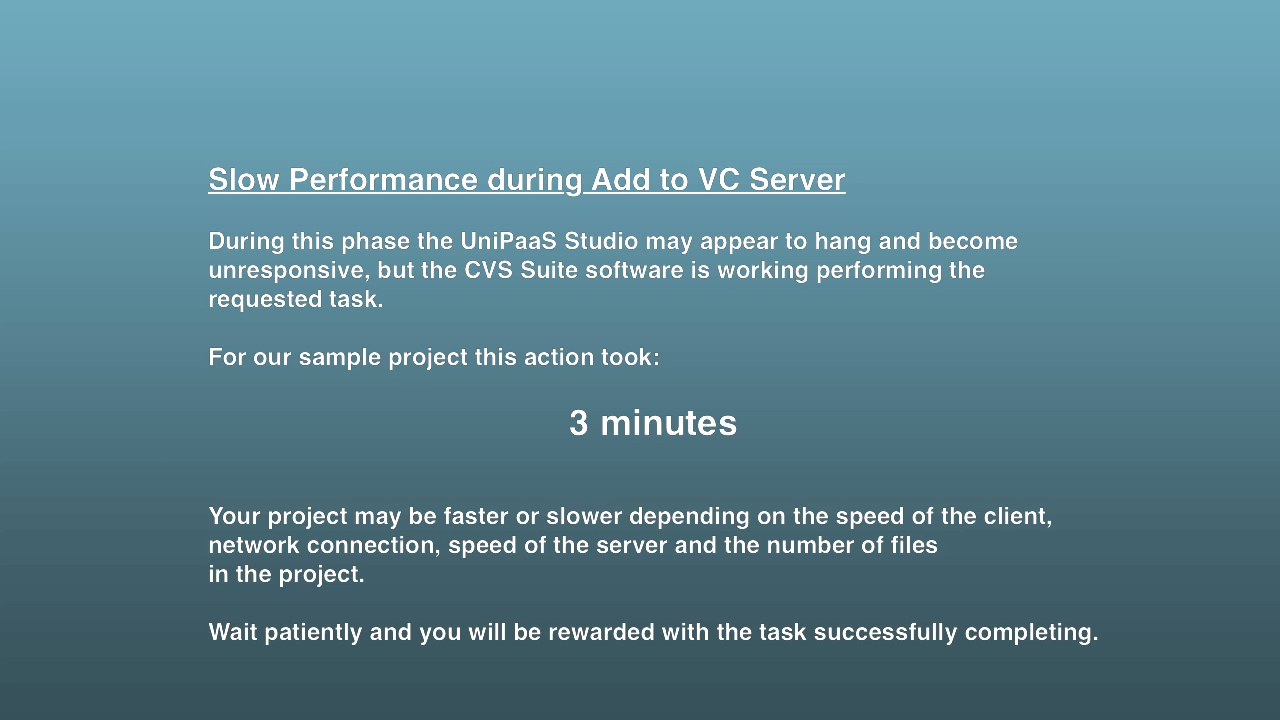 Slow Performance during Add to VC Server
During this phase the UniPaaS Studio may appear to hang and become
unresponsive, but the CVS Suite software is working performing the
requested task.
For our sample project this action took:
3 minutes
Your project may be faster or slower depending on the speed of the client,
network connection, speed of the server and the number of files
in the project.
Wait patiently and you will be rewarded with the task successfully completing.